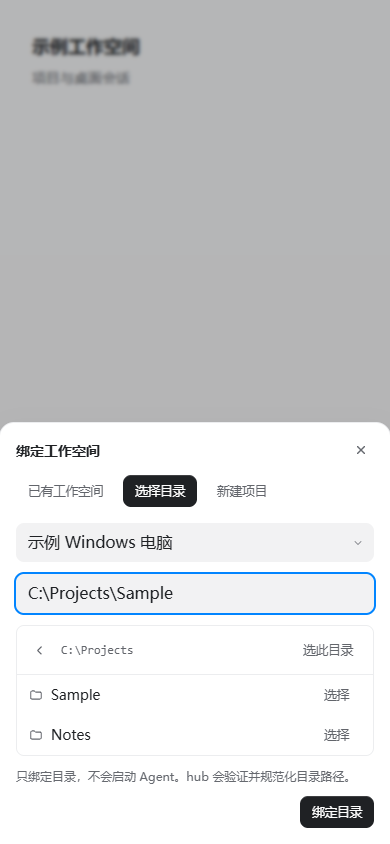 示例工作空间
项目与桌面会话
绑定工作空间
已有工作空间 选择目录 新建项目
示例 Windows 电脑
C:\Projects\Sample
C:\Projects 选此目录
Sample 选择
Notes 选择
只绑定目录，不会启动 Agent。hub 会验证并规范化目录路径。
绑定目录